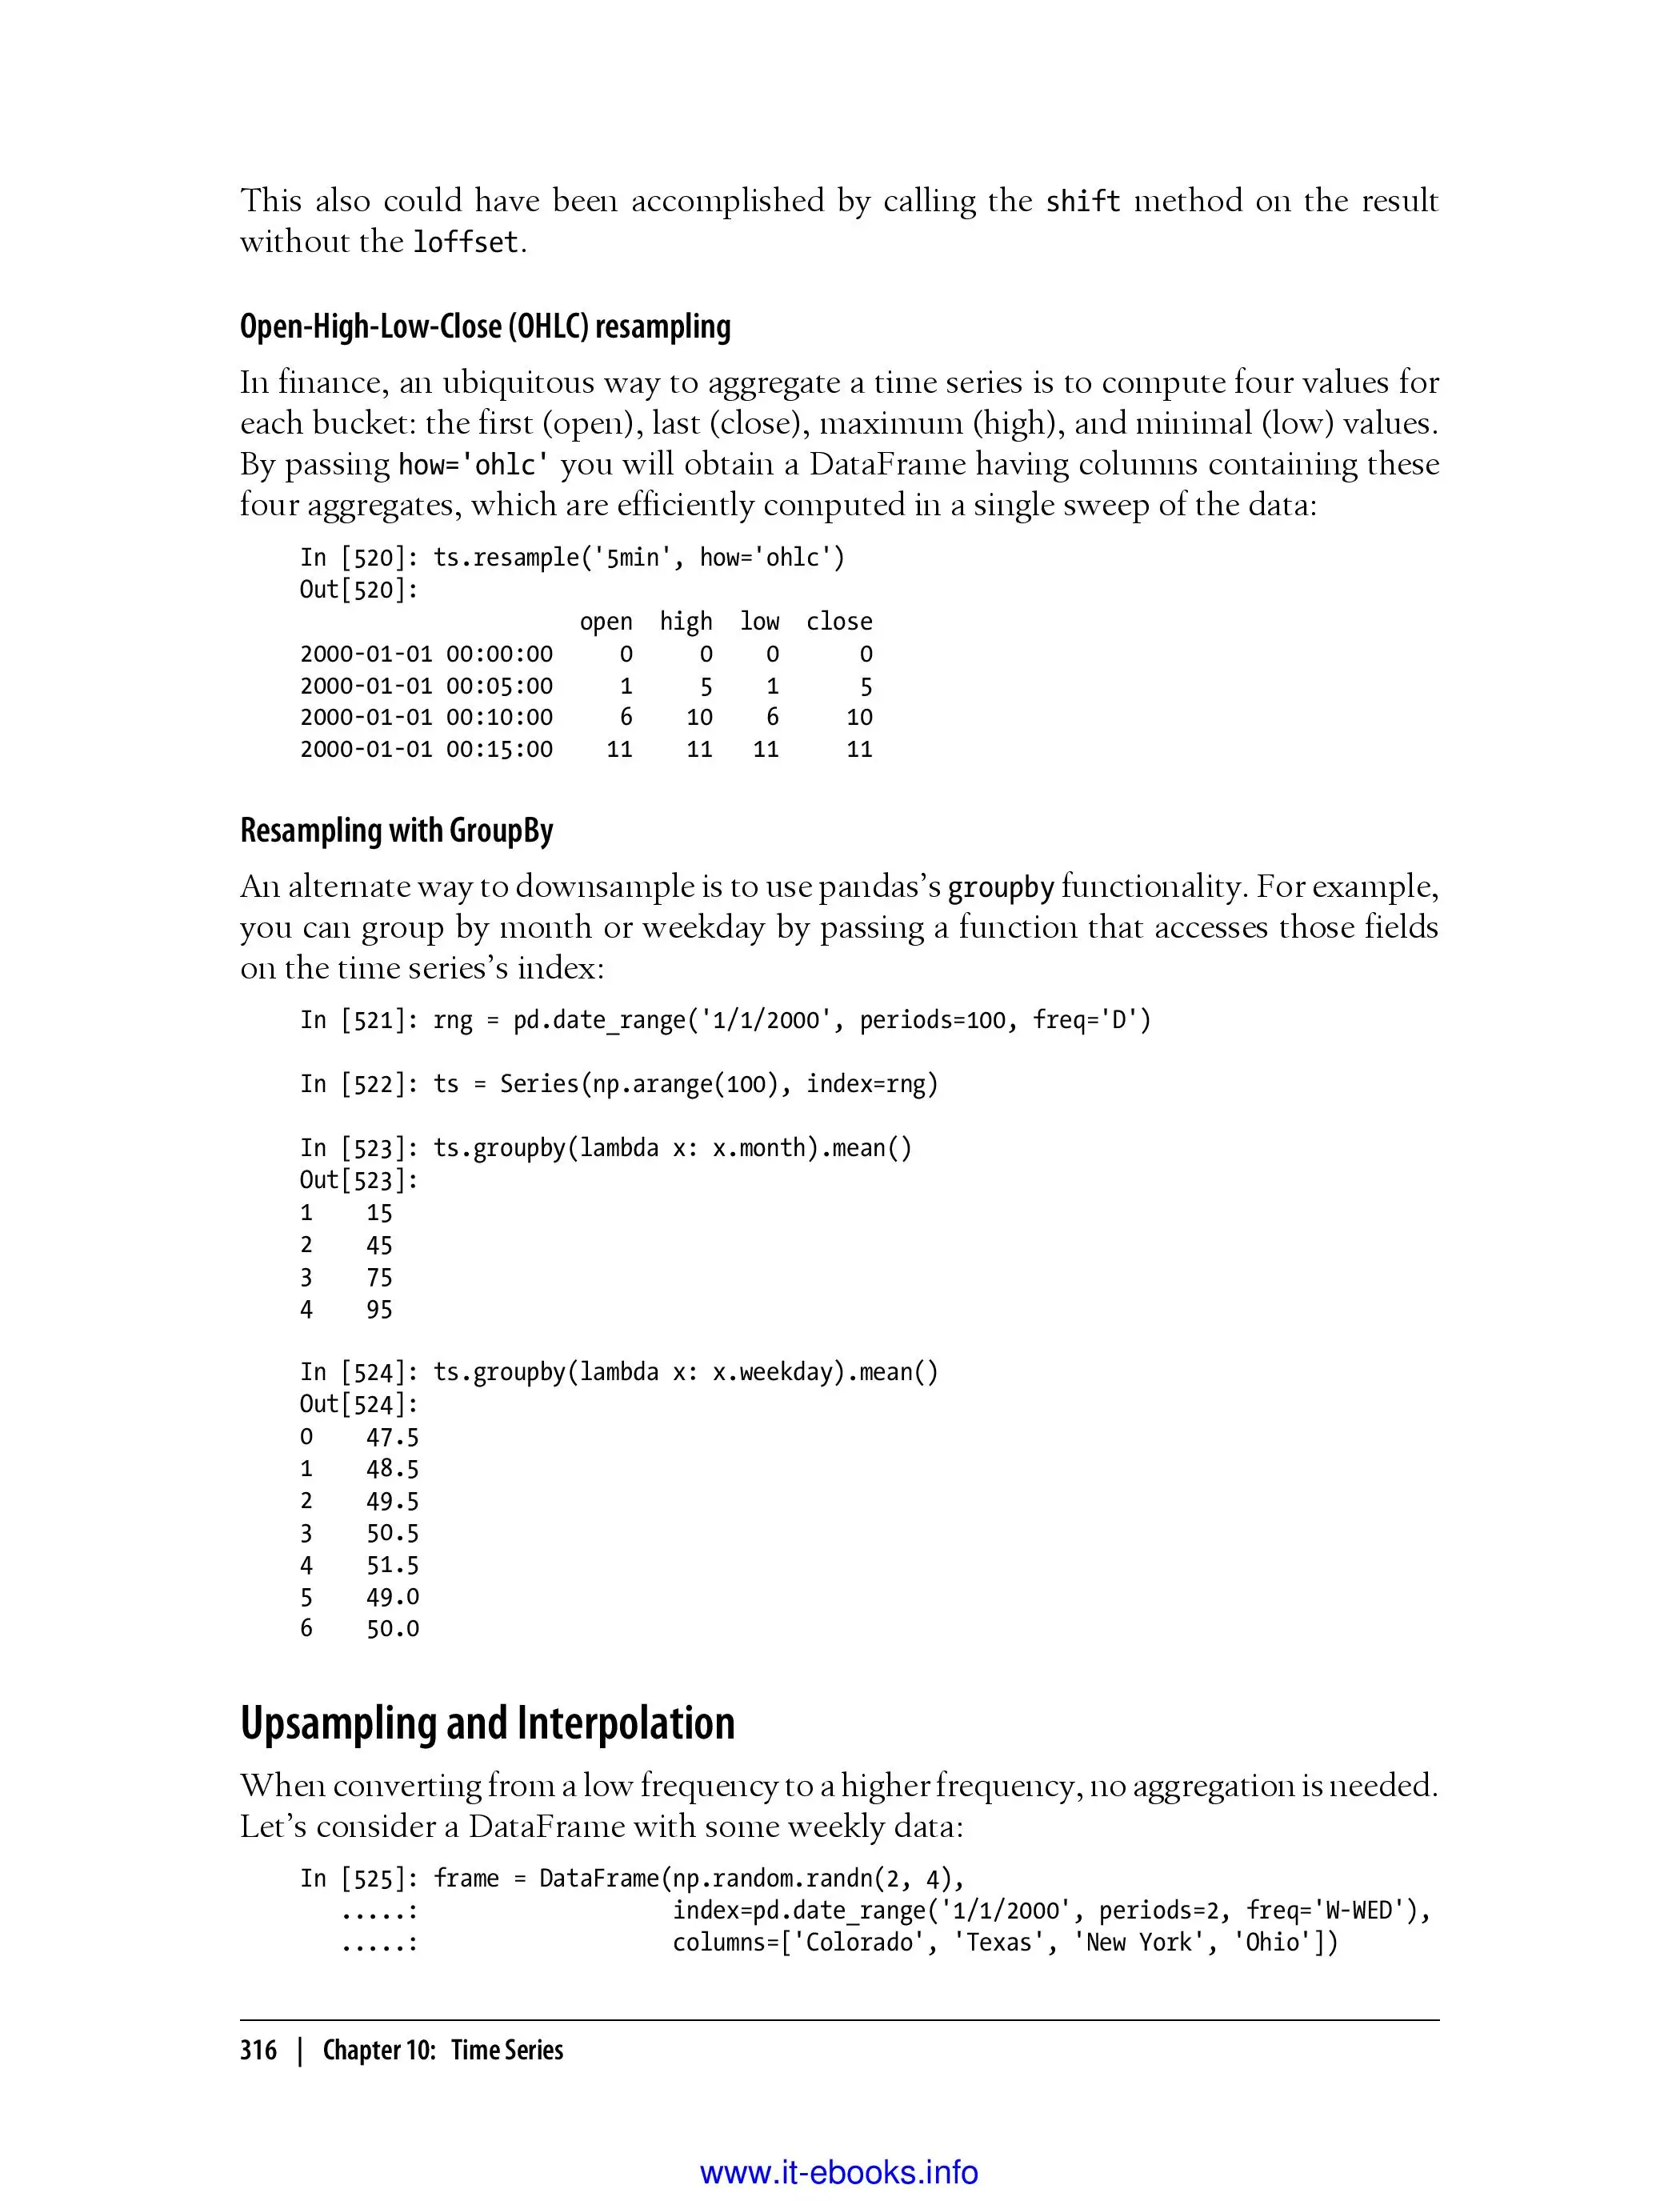 This also could have been accomplished by calling the shift method on the result
without the loffset.
Open-High-Low-Close (OHLC) resampling
In finance, an ubiquitous way to aggregate a time series is to compute four values for
each bucket: the first (open), last (close), maximum (high), and minimal (low) values.
By passing how='ohlc' you will obtain a DataFrame having columns containing these
four aggregates, which are efficiently computed in a single sweep of the data:
In [520]: ts.resample('5min', how='ohlc')
Out[520]:
                     open  high  low  close
2000-01-01 00:00:00     0     0    0      0
2000-01-01 00:05:00     1     5    1      5
2000-01-01 00:10:00     6    10    6     10
2000-01-01 00:15:00    11    11   11     11
Resampling with GroupBy
An alternate way to downsample is to use pandas’s groupby functionality. For example,
you can group by month or weekday by passing a function that accesses those fields
on the time series’s index:
In [521]: rng = pd.date_range('1/1/2000', periods=100, freq='D')
In [522]: ts = Series(np.arange(100), index=rng)
In [523]: ts.groupby(lambda x: x.month).mean()
Out[523]:
1    15
2    45
3    75
4    95
In [524]: ts.groupby(lambda x: x.weekday).mean()
Out[524]:
0    47.5
1    48.5
2    49.5
3    50.5
4    51.5
5    49.0
6    50.0
Upsampling and Interpolation
When converting from a low frequency to a higher frequency, no aggregation is needed.
Let’s consider a DataFrame with some weekly data:
In [525]: frame = DataFrame(np.random.randn(2, 4),
   .....:                   index=pd.date_range('1/1/2000', periods=2, freq='W-WED'),
   .....:                   columns=['Colorado', 'Texas', 'New York', 'Ohio'])
316 | Chapter 10: Time Series
www.it-ebooks.info